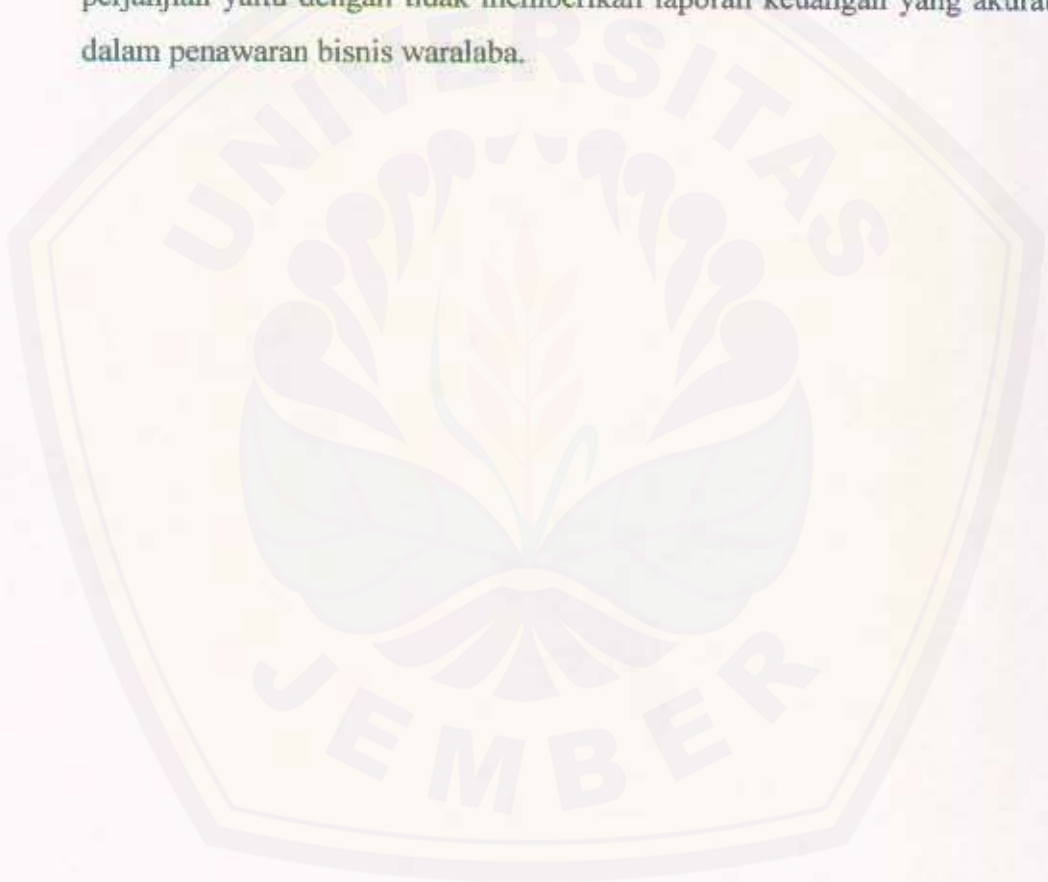 perjanjian yaitu dengan tidak memberikan laporan keuangan yang akurat
dalam penawaran bisnis waralaba.
UNIVERSITAS
JEMBER